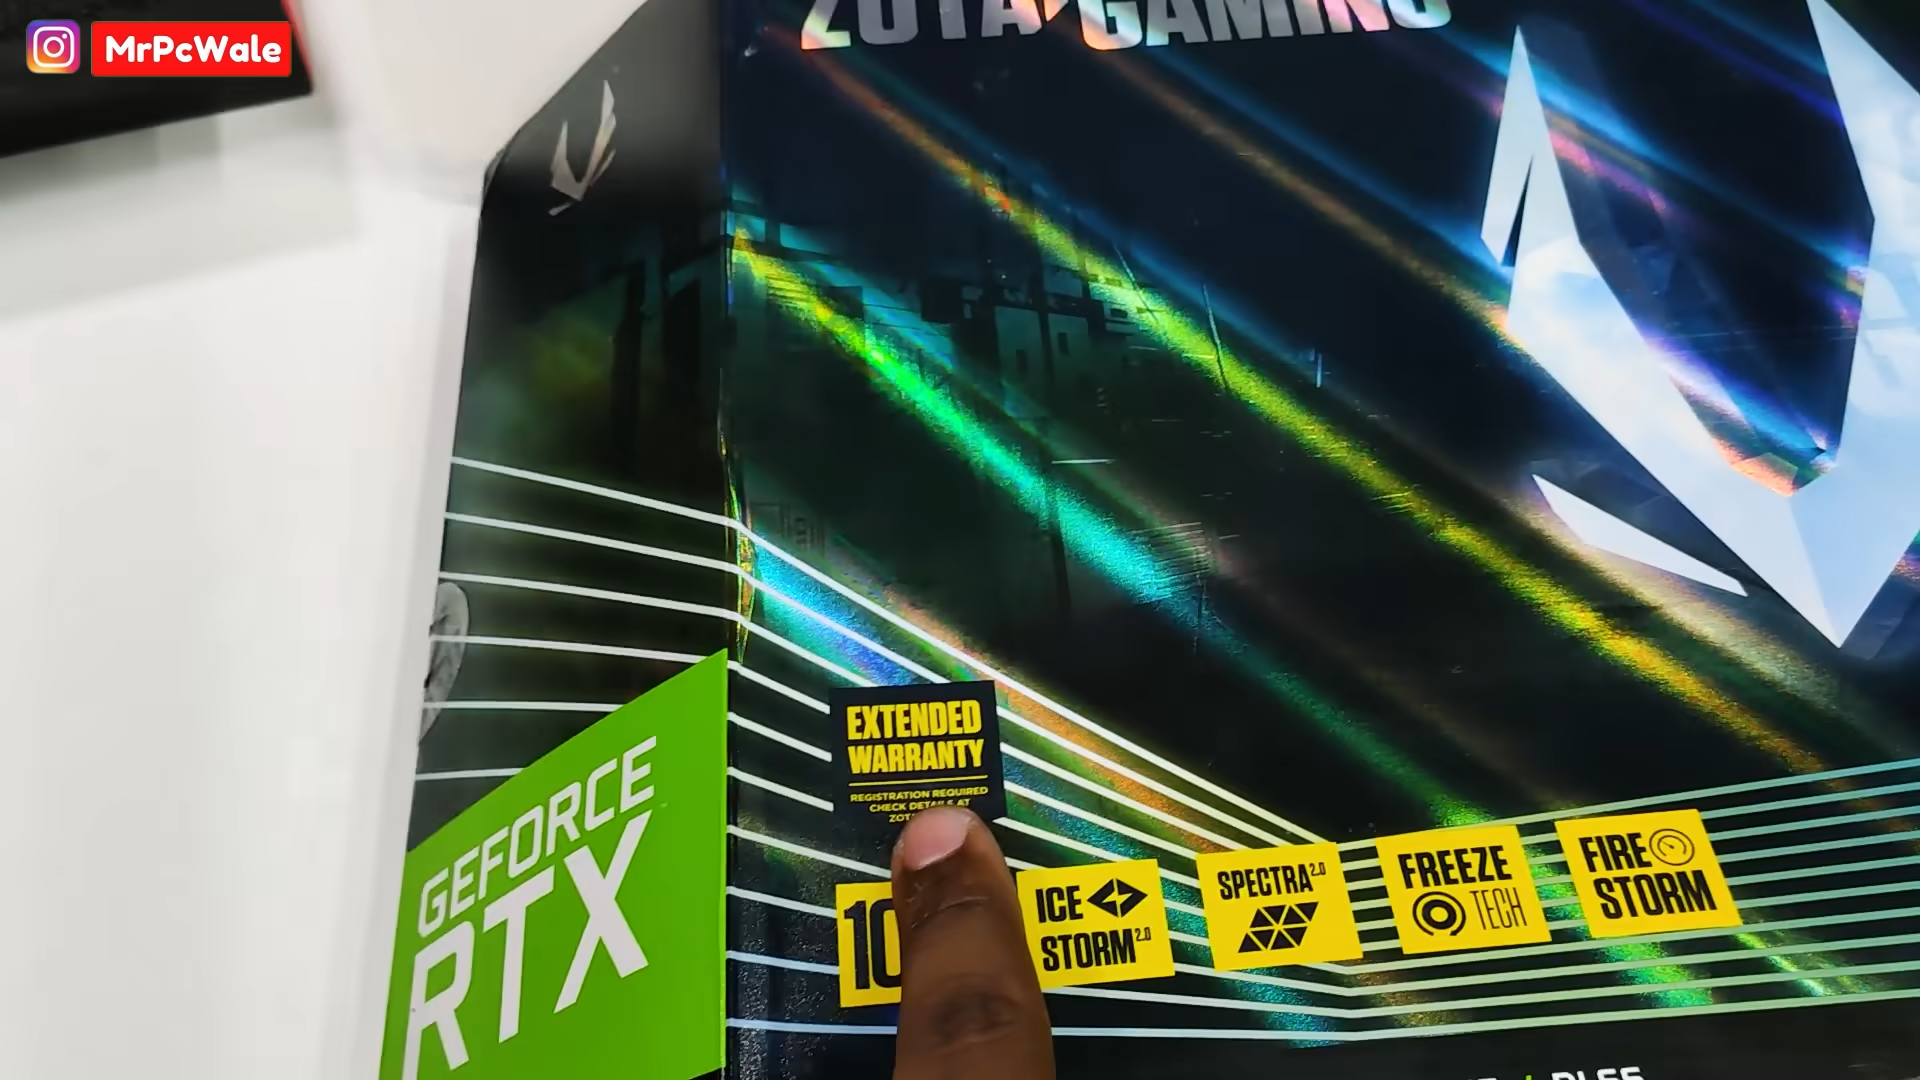 MrPcWale
GAMING
EXTENDED
WARRANTY
REGISTRATION REQUIRED
CHECK DETAILS AT
GEFORCE
RTX
10
ICE
STORM 2.0
SPECTRA 2.0
FREEZE
TECH
FIRE
STORM